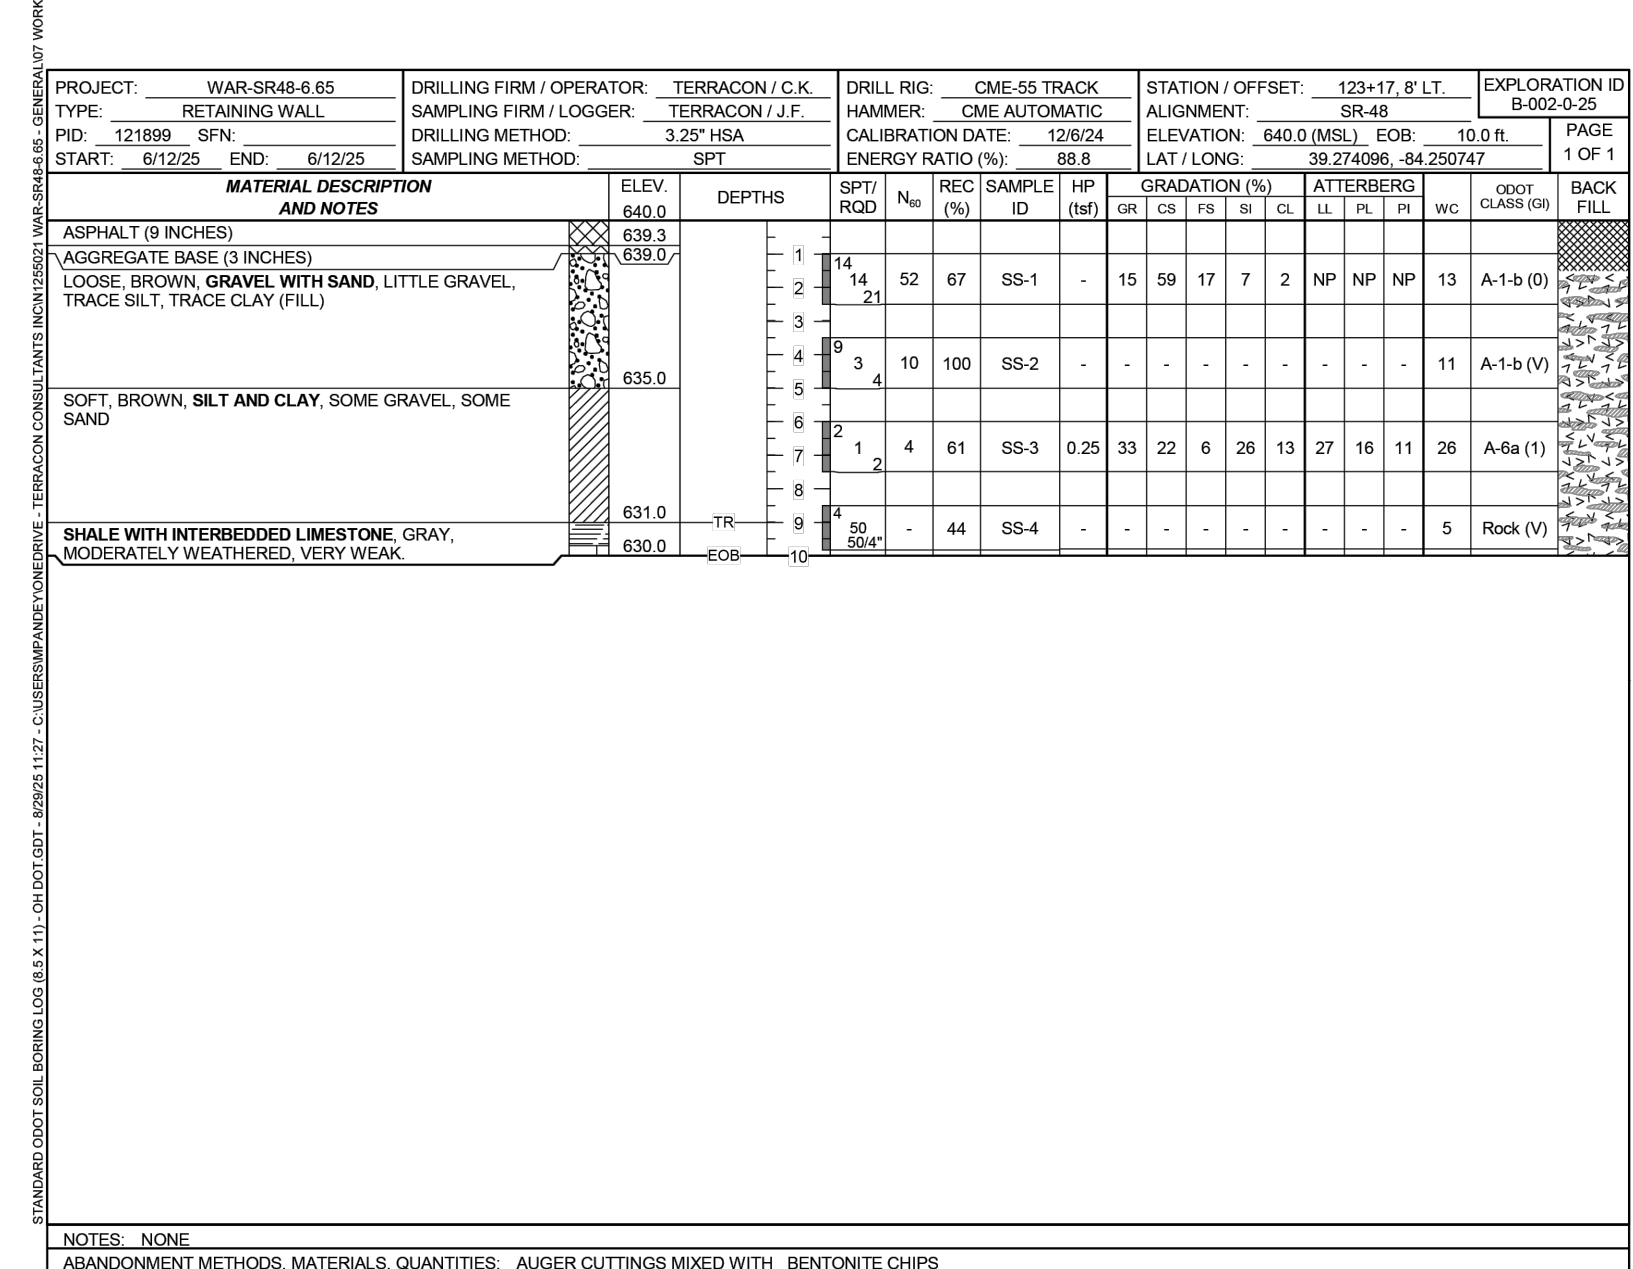 STANDARD ODOT SOIL BORING LOG (8.5 X 11) - OH DOT.GDT - 8/29/25 11:27 - C:\USERS\MPANDEY\ONEDRIVE - TERRACON CONSULTANTS INC\N1255021 WAR-SR48-6.65 - GENERAL\07 WORK
PROJECT: WAR-SR48-6.65 DRILLING FIRM / OPERATOR: TERRACON / C.K. DRILL RIG: CME-55 TRACK STATION / OFFSET: 123+17, 8' LT. EXPLORATION ID
B-002-0-25
TYPE: RETAINING WALL SAMPLING FIRM / LOGGER: TERRACON / J.F. HAMMER: CME AUTOMATIC ALIGNMENT: SR-48
PID: 121899 SFN: DRILLING METHOD: 3.25" HSA CALIBRATION DATE: 12/6/24 ELEVATION: 640.0 (MSL) EOB: 10.0 ft. PAGE
START: 6/12/25 END: 6/12/25 SAMPLING METHOD: SPT ENERGY RATIO (%): 88.8 LAT / LONG: 39.274096, -84.250747 1 OF 1
MATERIAL DESCRIPTION ELEV. DEPTHS SPT/ N60 REC SAMPLE HP GRADATION (%) ATTERBERG ODOT BACK
AND NOTES 640.0 RQD (%) ID (tsf) GR CS FS SI CL LL PL PI WC CLASS (GI) FILL
ASPHALT (9 INCHES) 639.3
AGGREGATE BASE (3 INCHES) 639.0 1
LOOSE, BROWN, GRAVEL WITH SAND, LITTLE GRAVEL, 14
TRACE SILT, TRACE CLAY (FILL) 2 14 52 67 SS-1 - 15 59 17 7 2 NP NP NP 13 A-1-b (0)
21
3
9
4 3 10 100 SS-2 - - - - - - - - - 11 A-1-b (V)
635.0 4
5
SOFT, BROWN, SILT AND CLAY, SOME GRAVEL, SOME
SAND 6
2
7 1 4 61 SS-3 0.25 33 22 6 26 13 27 16 11 26 A-6a (1)
2
8
631.0 4
TR 9
SHALE WITH INTERBEDDED LIMESTONE, GRAY, 50 - 44 SS-4 - - - - - - - - - 5 Rock (V)
MODERATELY WEATHERED, VERY WEAK. 630.0 50/4"
EOB 10
NOTES: NONE
ABANDONMENT METHODS, MATERIALS, QUANTITIES: AUGER CUTTINGS MIXED WITH BENTONITE CHIPS